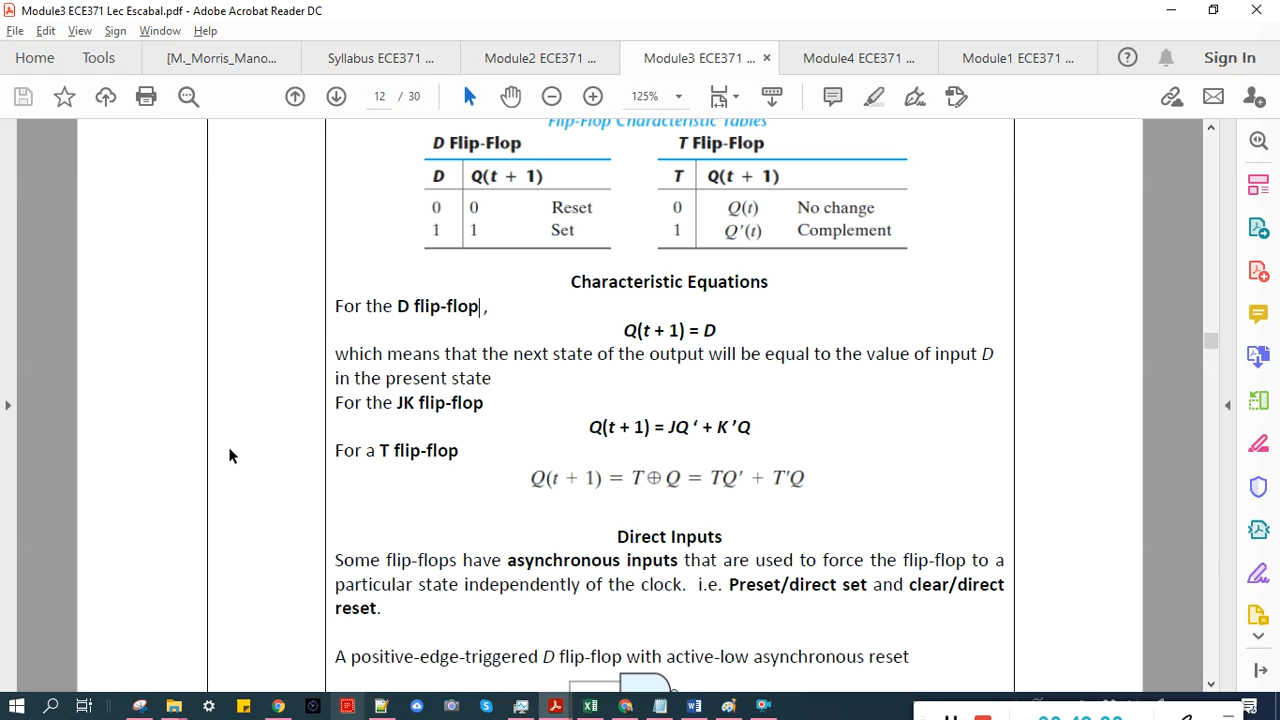 Module3 ECE371 Lec Escabal.pdf - Adobe Acrobat Reader DC
File Edit View Sign Window Help
Home Tools [M._Morris_Mano... Syllabus ECE371 ... Module2 ECE371 ... Module3 ECE371 ... × Module4 ECE371 ... Module1 ECE371 ... Sign In
12 / 30 125%
Flip-Flop Characteristic Tables
D Flip-Flop T Flip-Flop
D Q(t + 1) T Q(t + 1)
0 0 Reset 0 Q(t) No change
1 1 Set 1 Q′(t) Complement
Characteristic Equations
For the D flip-flop ,
Q(t + 1) = D
which means that the next state of the output will be equal to the value of input D
in the present state
For the JK flip-flop
Q(t + 1) = JQ ‘ + K ’Q
For a T flip-flop
Q(t + 1) = T ⊕ Q = TQ′ + T′Q
Direct Inputs
Some flip-flops have asynchronous inputs that are used to force the flip-flop to a
particular state independently of the clock. i.e. Preset/direct set and clear/direct
reset.
A positive-edge-triggered D flip-flop with active-low asynchronous reset